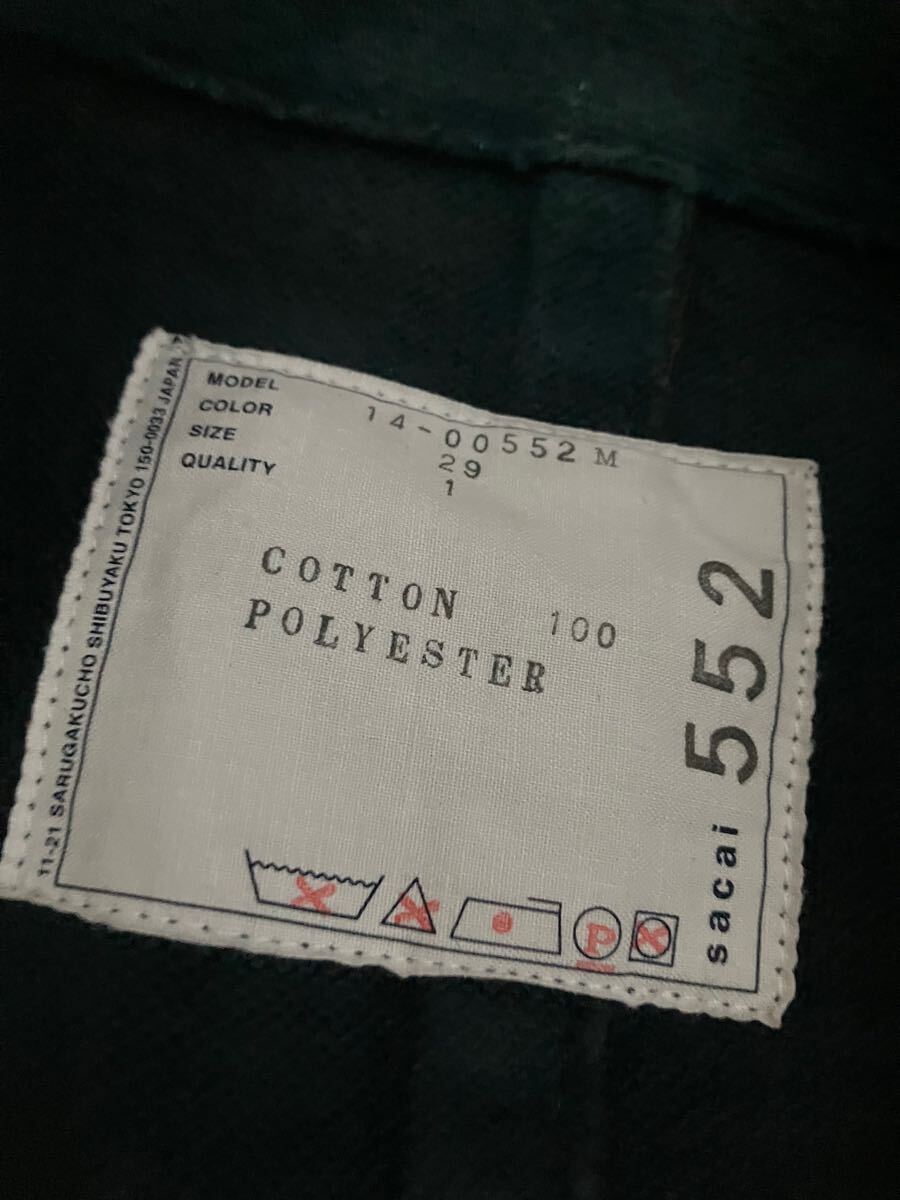 MODEL 14-00552 M
COLOR 29
SIZE 1
QUALITY
COTTON 100
POLYESTER
P
sacai 552
11-21 SARUGAKUCHO SHIBUYAKU TOKYO 150-0033 JAPAN